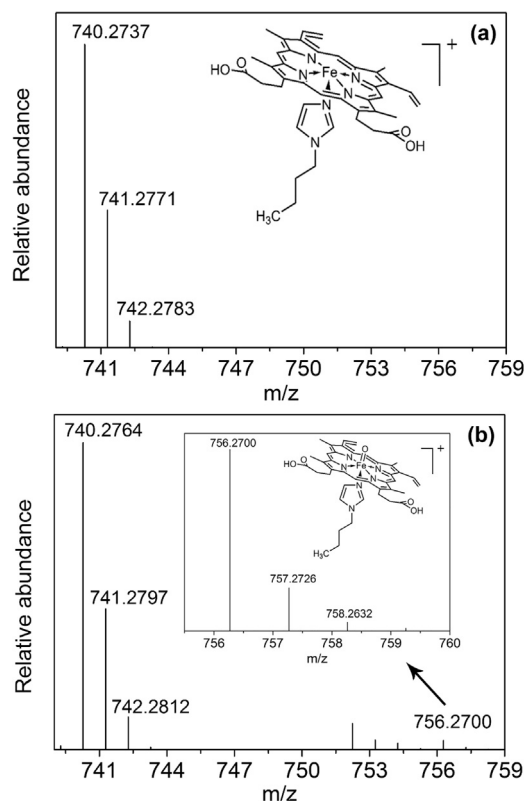 (a)
740.2737
741.2771
742.2783
Relative abundance
HO
O
N
N
Fe
N
N
O
OH
N
N
H₃C
+
741 744 747 750 753 756 759
m/z
(b)
740.2764
741.2797
742.2812
Relative abundance
756.2700
757.2726
758.2632
O
HO
O
N
N
Fe
N
N
O
OH
N
N
H₃C
+
756 757 758 759 760
m/z
756.2700
741 744 747 750 753 756 759
m/z